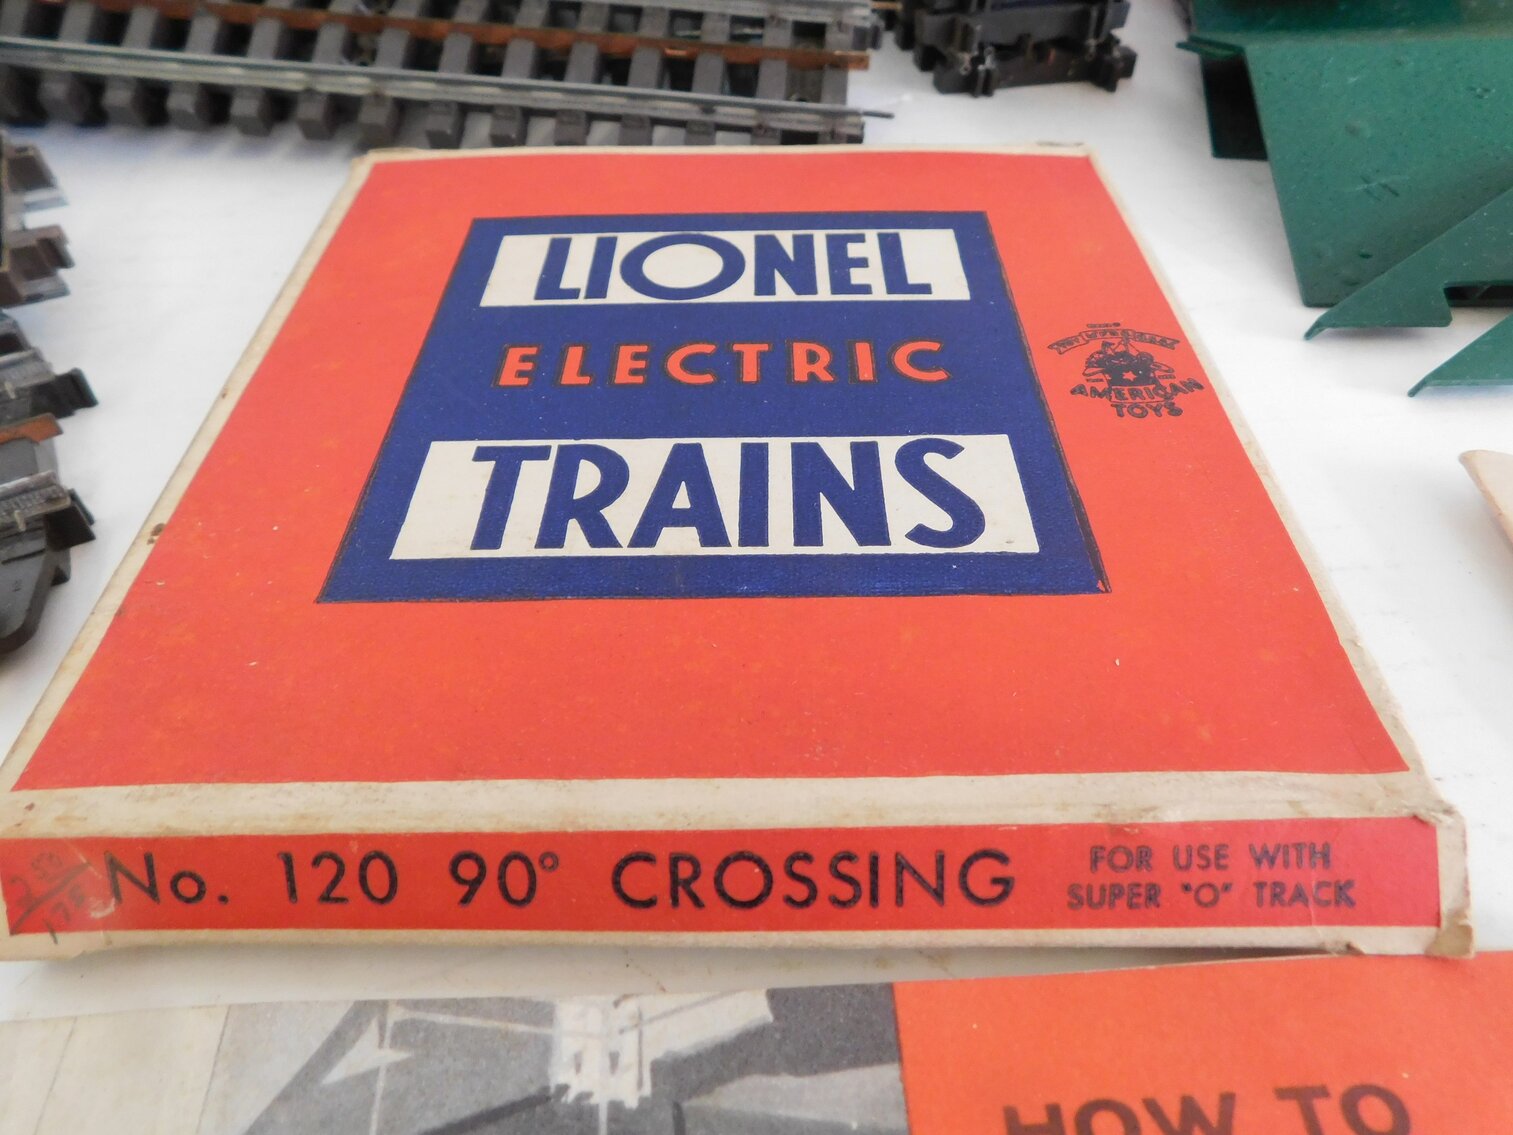 LIONEL
ELECTRIC
TRAINS
AMERICAN
TOYS
No. 120 90° CROSSING
FOR USE WITH
SUPER "O" TRACK
HOW TO